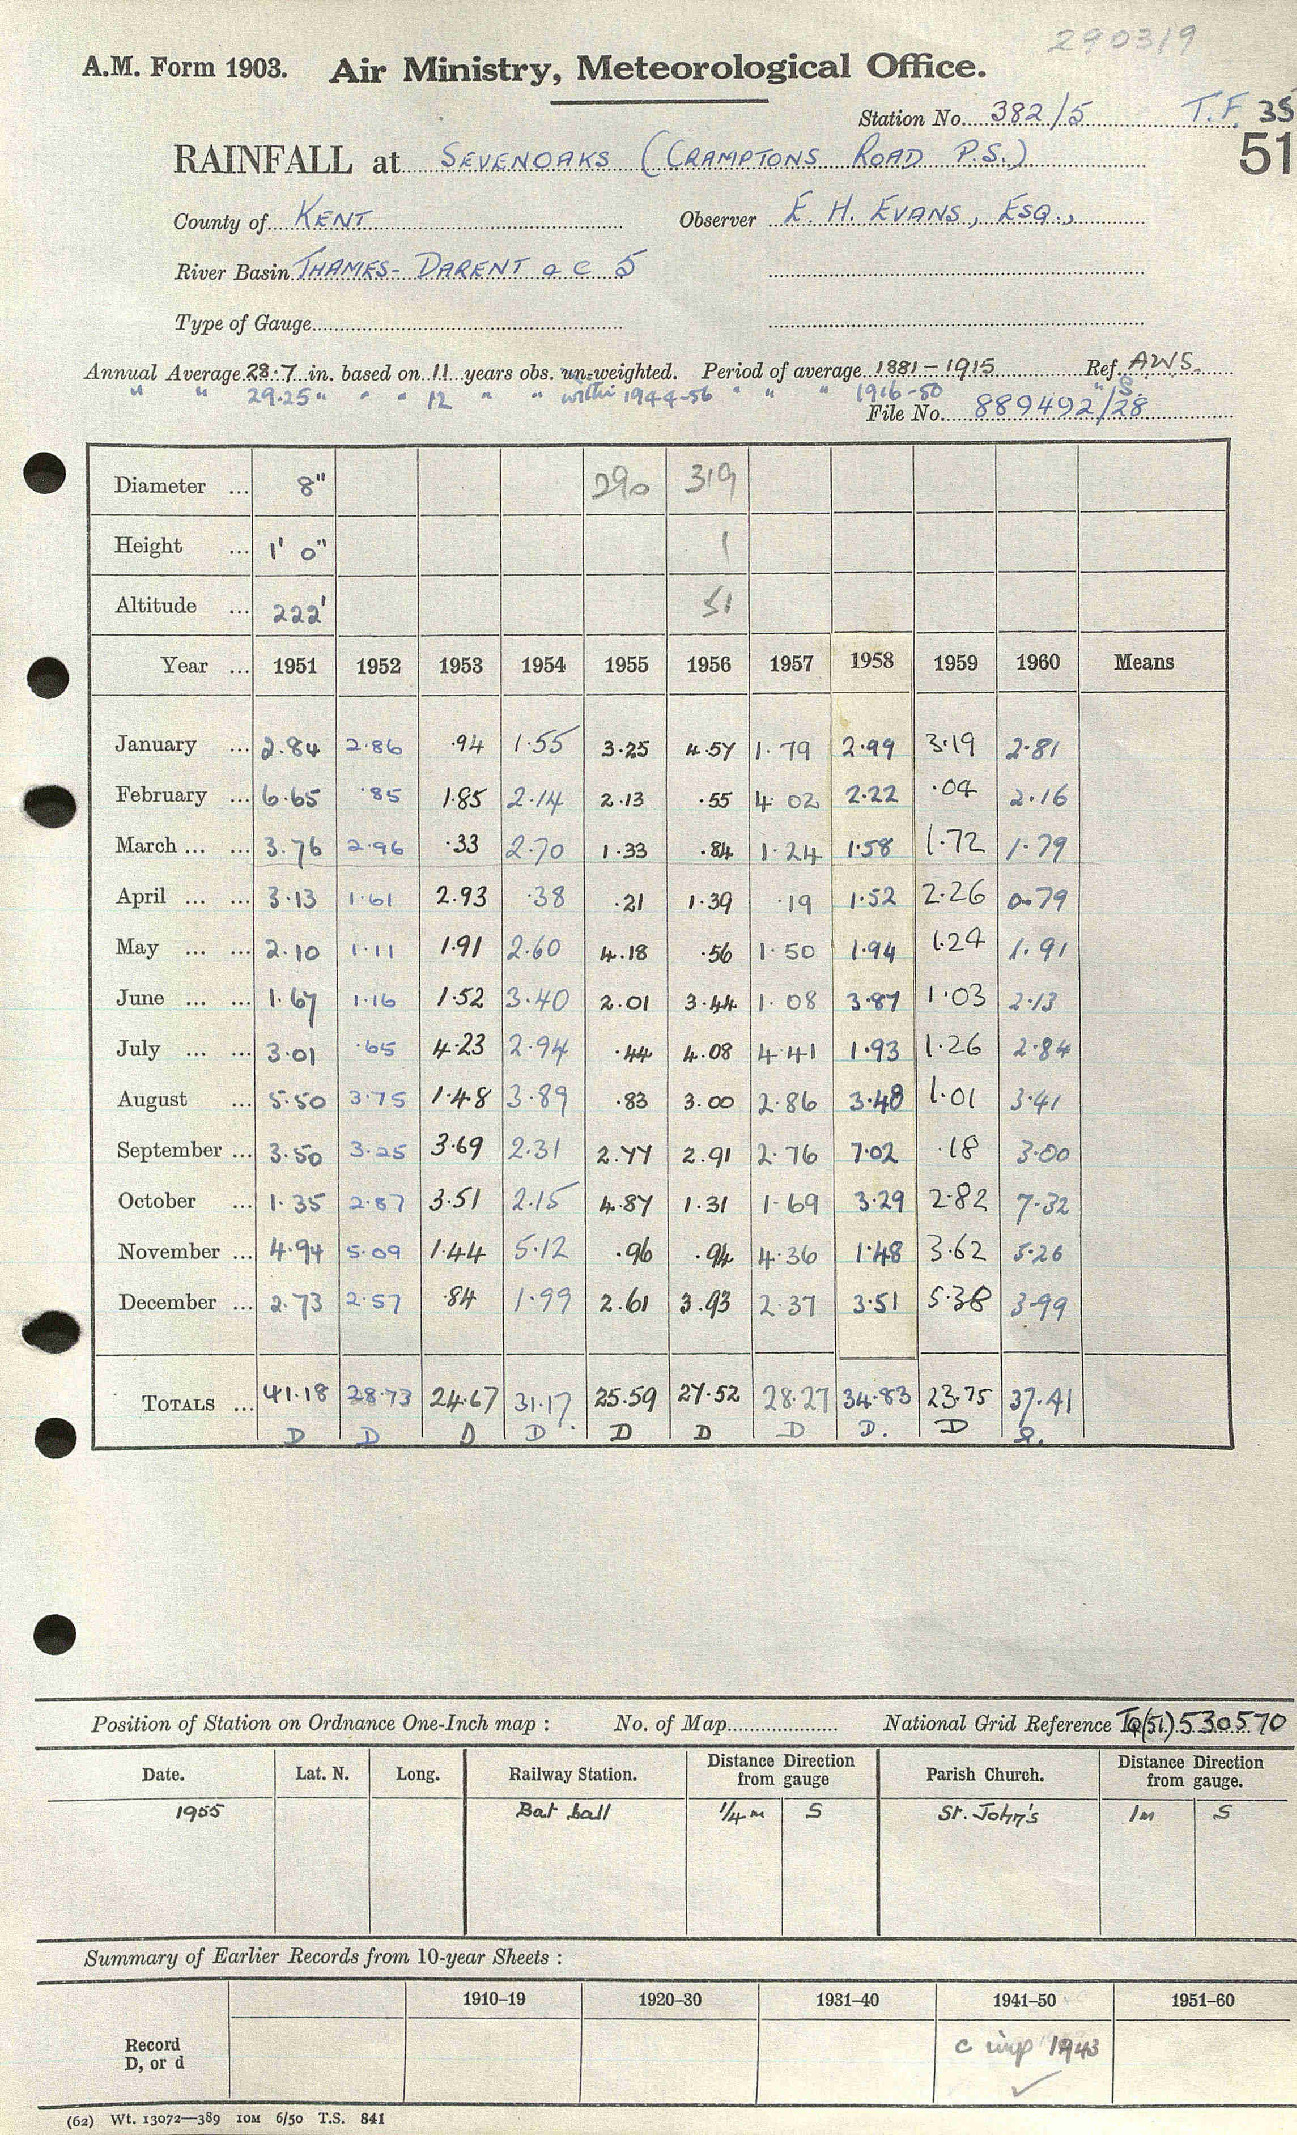 290319
A.M. Form 1903. Air Ministry, Meteorological Office.
Station No. 382/5 T.F. 35
51
RAINFALL at SEVENOAKS (CRAMPTONS ROAD P.S.)
County of KENT Observer E. H. EVANS, ESQ.,
River Basin THAMES - DARENT a c 5
Type of Gauge
Annual Average 28.7 in. based on 11 years obs. un-weighted. Period of average 1881-1915 Ref. AWS.
" " 29.25 " " " 12 " " within 1944-56 " " " 1916-50 " S.
File No. 889492/28
Diameter ... 8" 290 319
Height ... 1' 0" 1
Altitude ... 222' 51
Year ... 1951 1952 1953 1954 1955 1956 1957 1958 1959 1960 Means
January ... 2.84 2.86 .94 1.55 3.25 4.57 1.79 2.99 3.19 2.81
February ... 6.65 .85 1.85 2.14 2.13 .55 4.02 2.22 .04 2.16
March ... ... 3.76 2.96 .33 2.70 1.33 .84 1.24 1.58 1.72 1.79
April ... ... 3.13 1.61 2.93 .38 .21 1.39 .19 1.52 2.26 0.79
May ... ... 2.10 1.11 1.91 2.60 4.18 .56 1.50 1.94 1.24 1.91
June ... ... 1.67 1.16 1.52 3.40 2.01 3.44 1.08 3.87 1.03 2.13
July ... ... 3.01 .65 4.23 2.94 .44 4.08 4.41 1.93 1.26 2.84
August ... 5.50 3.75 1.48 3.89 .83 3.00 2.86 3.48 1.01 3.41
September ... 3.50 3.25 3.69 2.31 2.77 2.91 2.76 7.02 .18 3.00
October ... 1.35 2.87 3.51 2.15 4.87 1.31 1.69 3.29 2.82 7.32
November ... 4.94 5.09 1.44 5.12 .96 .94 4.36 1.48 3.62 5.26
December ... 2.73 2.57 .84 1.99 2.61 3.93 2.37 3.51 5.38 3.99
TOTALS ... 41.18 28.73 24.67 31.17. 25.59 27.52 28.27 34.83 23.75 37.41
D D D D D D D D. D
Position of Station on Ordnance One-Inch map : No. of Map National Grid Reference TQ(51)530570
Date. Lat. N. Long. Railway Station. Distance Direction from gauge Parish Church. Distance Direction from gauge.
1955 Bat ball 1/4 m S St. John's 1m S
Summary of Earlier Records from 10-year Sheets :
1910-19 1920-30 1931-40 1941-50 1951-60
Record D, or d c inp 1943 ✓
(62) Wt. 13072—389 10M 6/50 T.S. 841